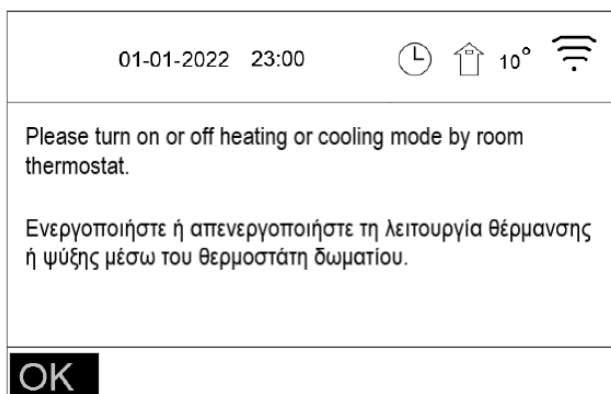 01-01-2022 23:00 10°
Please turn on or off heating or cooling mode by room
thermostat.
Ενεργοποιήστε ή απενεργοποιήστε τη λειτουργία θέρμανσης
ή ψύξης μέσω του θερμοστάτη δωματίου.
OK